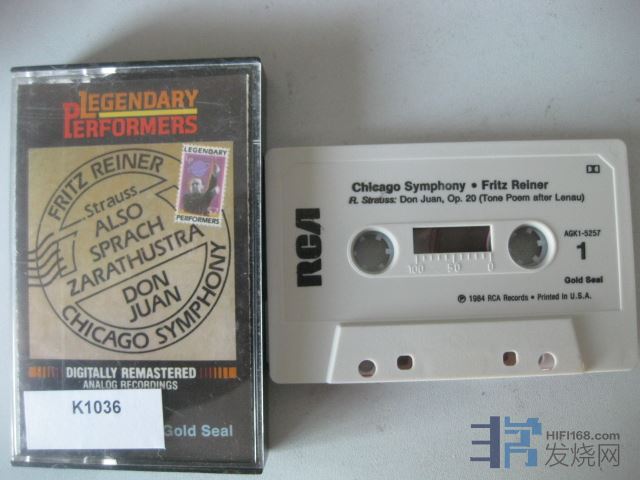 LEGENDARY
PERFORMERS
FRITZ REINER
Strauss
ALSO
SPRACH
ZARATHUSTRA
DON
JUAN
CHICAGO SYMPHONY
LEGENDARY
PERFORMERS
DIGITALLY REMASTERED
ANALOG RECORDINGS
K1036
Gold Seal
RCA
Chicago Symphony • Fritz Reiner
R. Strauss: Don Juan, Op. 20 (Tone Poem after Lenau)
AGK1-5257
1
100 50 0
Gold Seal
℗ 1984 RCA Records • Printed in U.S.A.
HIFI168.com
发烧网